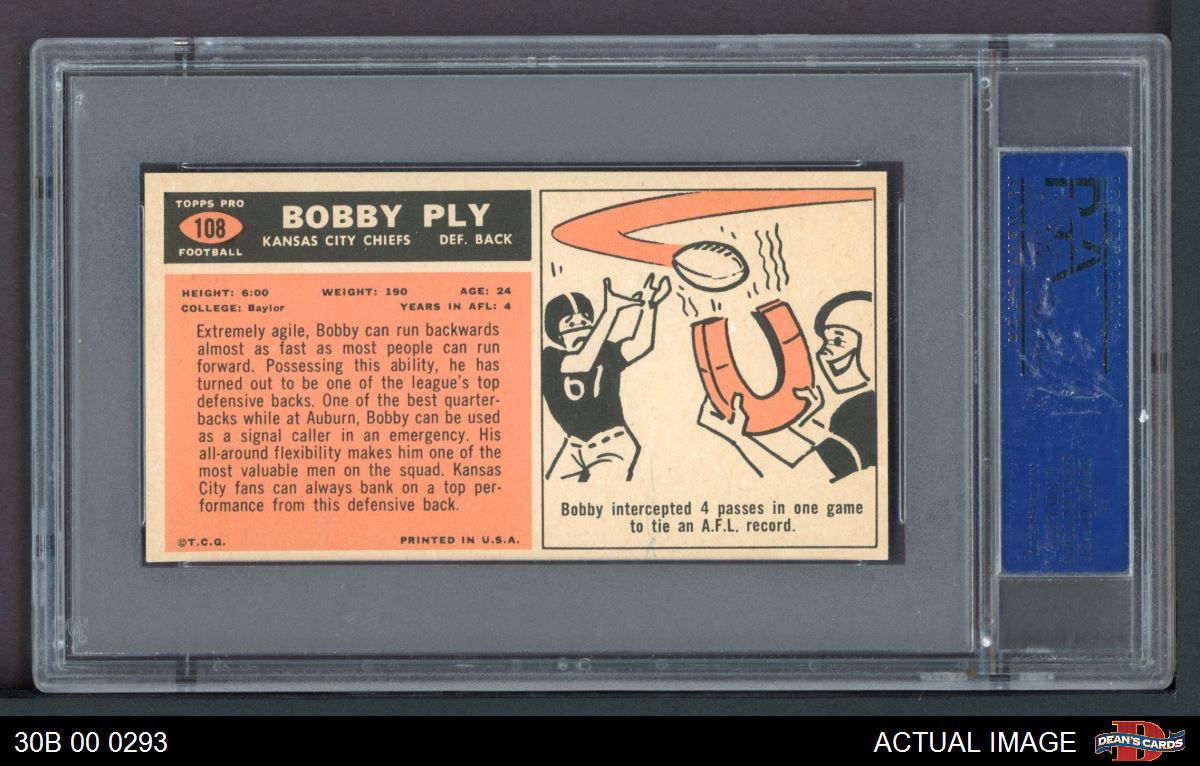 TOPPS PRO
108
FOOTBALL
BOBBY PLY
KANSAS CITY CHIEFS DEF. BACK
HEIGHT: 6:00 WEIGHT: 190 AGE: 24
COLLEGE: Baylor YEARS IN AFL: 4
Extremely agile, Bobby can run backwards
almost as fast as most people can run
forward. Possessing this ability, he has
turned out to be one of the league's top
defensive backs. One of the best quarter-
backs while at Auburn, Bobby can be used
as a signal caller in an emergency. His
all-around flexibility makes him one of the
most valuable men on the squad. Kansas
City fans can always bank on a top per-
formance from this defensive back.
©T.C.G. PRINTED IN U.S.A.
61
Bobby intercepted 4 passes in one game
to tie an A.F.L. record.
PSA
30B 00 0293
ACTUAL IMAGE
D
DEAN'S CARDS